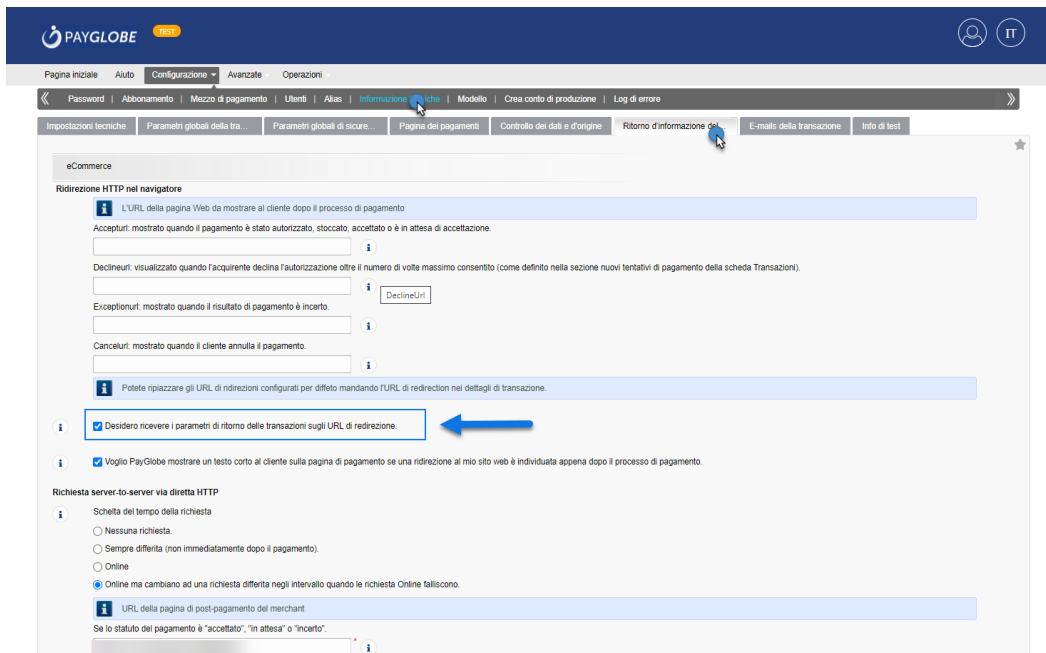 PAYGLOBE TEST IT
Pagina iniziale Aiuto Configurazione Avanzate Operazioni
Password | Abbonamento | Mezzo di pagamento | Utenti | Alias | | Modello | Crea conto di produzione | Log di errore
Impostazioni tecniche Parametri globali della tra... Parametri globali di sicure... Pagina dei pagamenti Controllo dei dati e d'origine Ritorno d'informazione del E-mails della transazione Info di test
eCommerce
Ridirezione HTTP nel navigatore
L'URL della pagina Web da mostrare al cliente dopo il processo di pagamento
Accepturl: mostrato quando il pagamento è stato autorizzato, stoccato, accettato o è in attesa di accettazione.
Declineurl: visualizzato quando l'acquirente declina l'autorizzazione oltre il numero di volte massimo consentito (come definito nella sezione nuovi tentativi di pagamento della scheda Transazioni).
DeclineUrl
Exceptionurl: mostrato quando il risultato di pagamento è incerto.
Cancelurl: mostrato quando il cliente annulla il pagamento.
Potete ripiazzare gli URL di ridirezioni configurati per diffeto mandando l'URL di redirection nei dettagli di transazione.
Desidero ricevere i parametri di ritorno delle transazioni sugli URL di redirezione.
Voglio PayGlobe mostrare un testo corto al cliente sulla pagina di pagamento se una ridirezione al mio sito web è individuata appena dopo il processo di pagamento.
Richiesta server-to-server via diretta HTTP
Schelta del tempo della richiesta
Nessuna richiesta.
Sempre differita (non immediatamente dopo il pagamento).
Online
Online ma cambiano ad una richiesta differita negli intervallo quando le richiesta Online falliscono.
URL della pagina di post-pagamento del merchant
Se lo statuto del pagamento è "accettato", "in attesa" o "incerto".
*